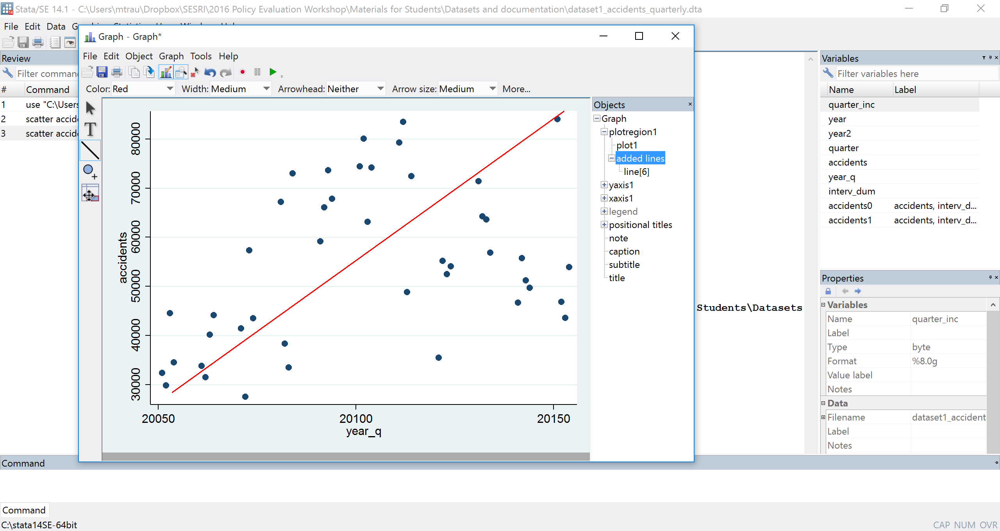 Stata/SE 14.1 - C:\Users\mtrau\Dropbox\SESRI\2016 Policy Evaluation Workshop\Materials for Students\Datasets and documentation\dataset1_accidents_quarterly.dta
File Edit Data
Graph - Graph*
File Edit Object Graph Tools Help
Color: Red Width: Medium Arrowhead: Neither Arrow size: Medium More...
Review
Filter comman
# Command
1 use "C:\Users
2 scatter accid
3 scatter accid
T
80000
70000
60000
50000
40000
30000
accidents
20050 20100 20150
year_q
Objects
Graph
plotregion1
plot1
added lines
line[6]
yaxis1
xaxis1
legend
positional titles
note
caption
subtitle
title
Students\Datasets
Variables
Filter variables here
Name Label
quarter_inc
year
year2
quarter
accidents
year_q
interv_dum
accidents0 accidents, interv_d...
accidents1 accidents, interv_d...
Properties
Variables
Name quarter_inc
Label
Type byte
Format %8.0g
Value label
Notes
Data
Filename dataset1_accident
Label
Notes
Command
Command
C:\stata14SE-64bit
CAP NUM OVR